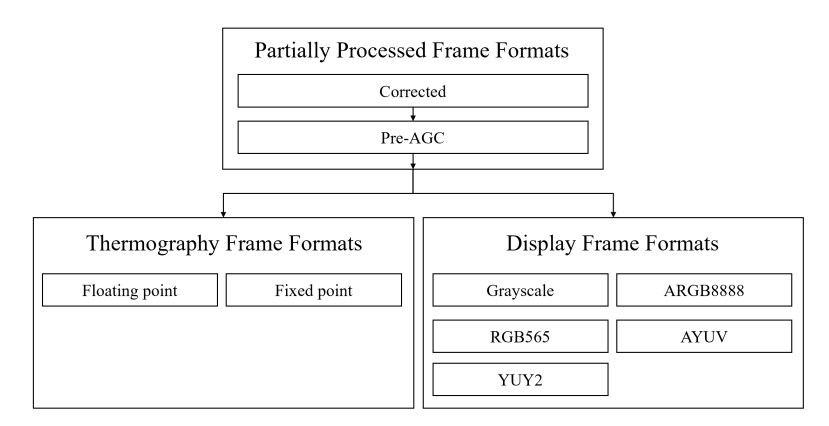 Partially Processed Frame Formats
Corrected
Pre-AGC
Thermography Frame Formats
Floating point
Fixed point
Display Frame Formats
Grayscale
ARGB8888
RGB565
AYUV
YUY2